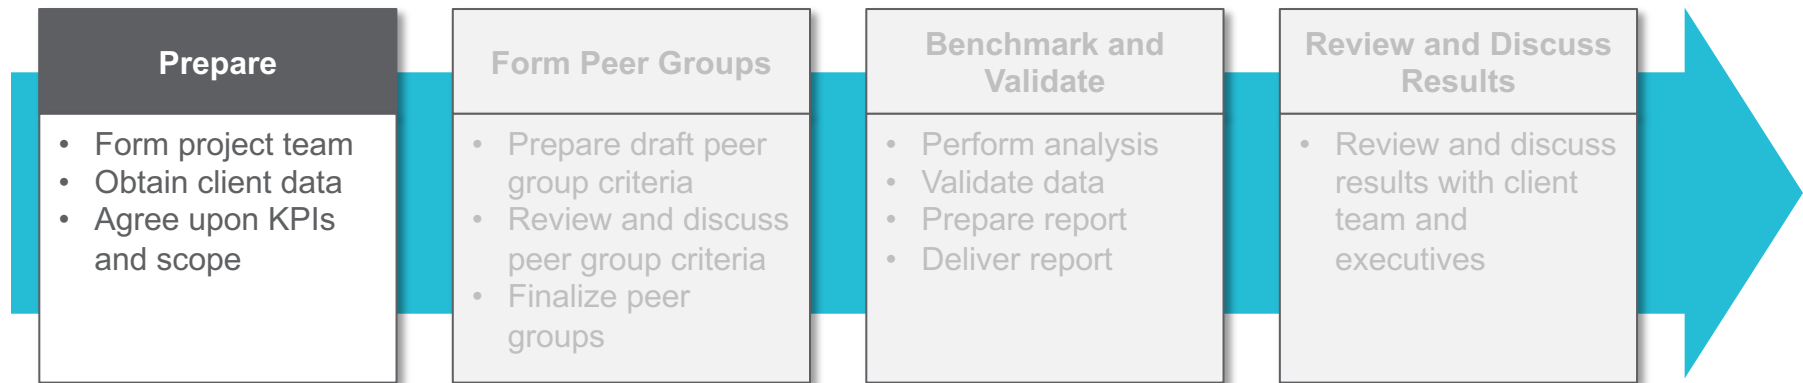 Prepare
• Form project team
• Obtain client data
• Agree upon KPIs
and scope
Form Peer Groups
• Prepare draft peer
group criteria
• Review and discuss
peer group criteria
• Finalize peer
groups
Benchmark and
Validate
• Perform analysis
• Validate data
• Prepare report
• Deliver report
Review and Discuss
Results
• Review and discuss
results with client
team and
executives